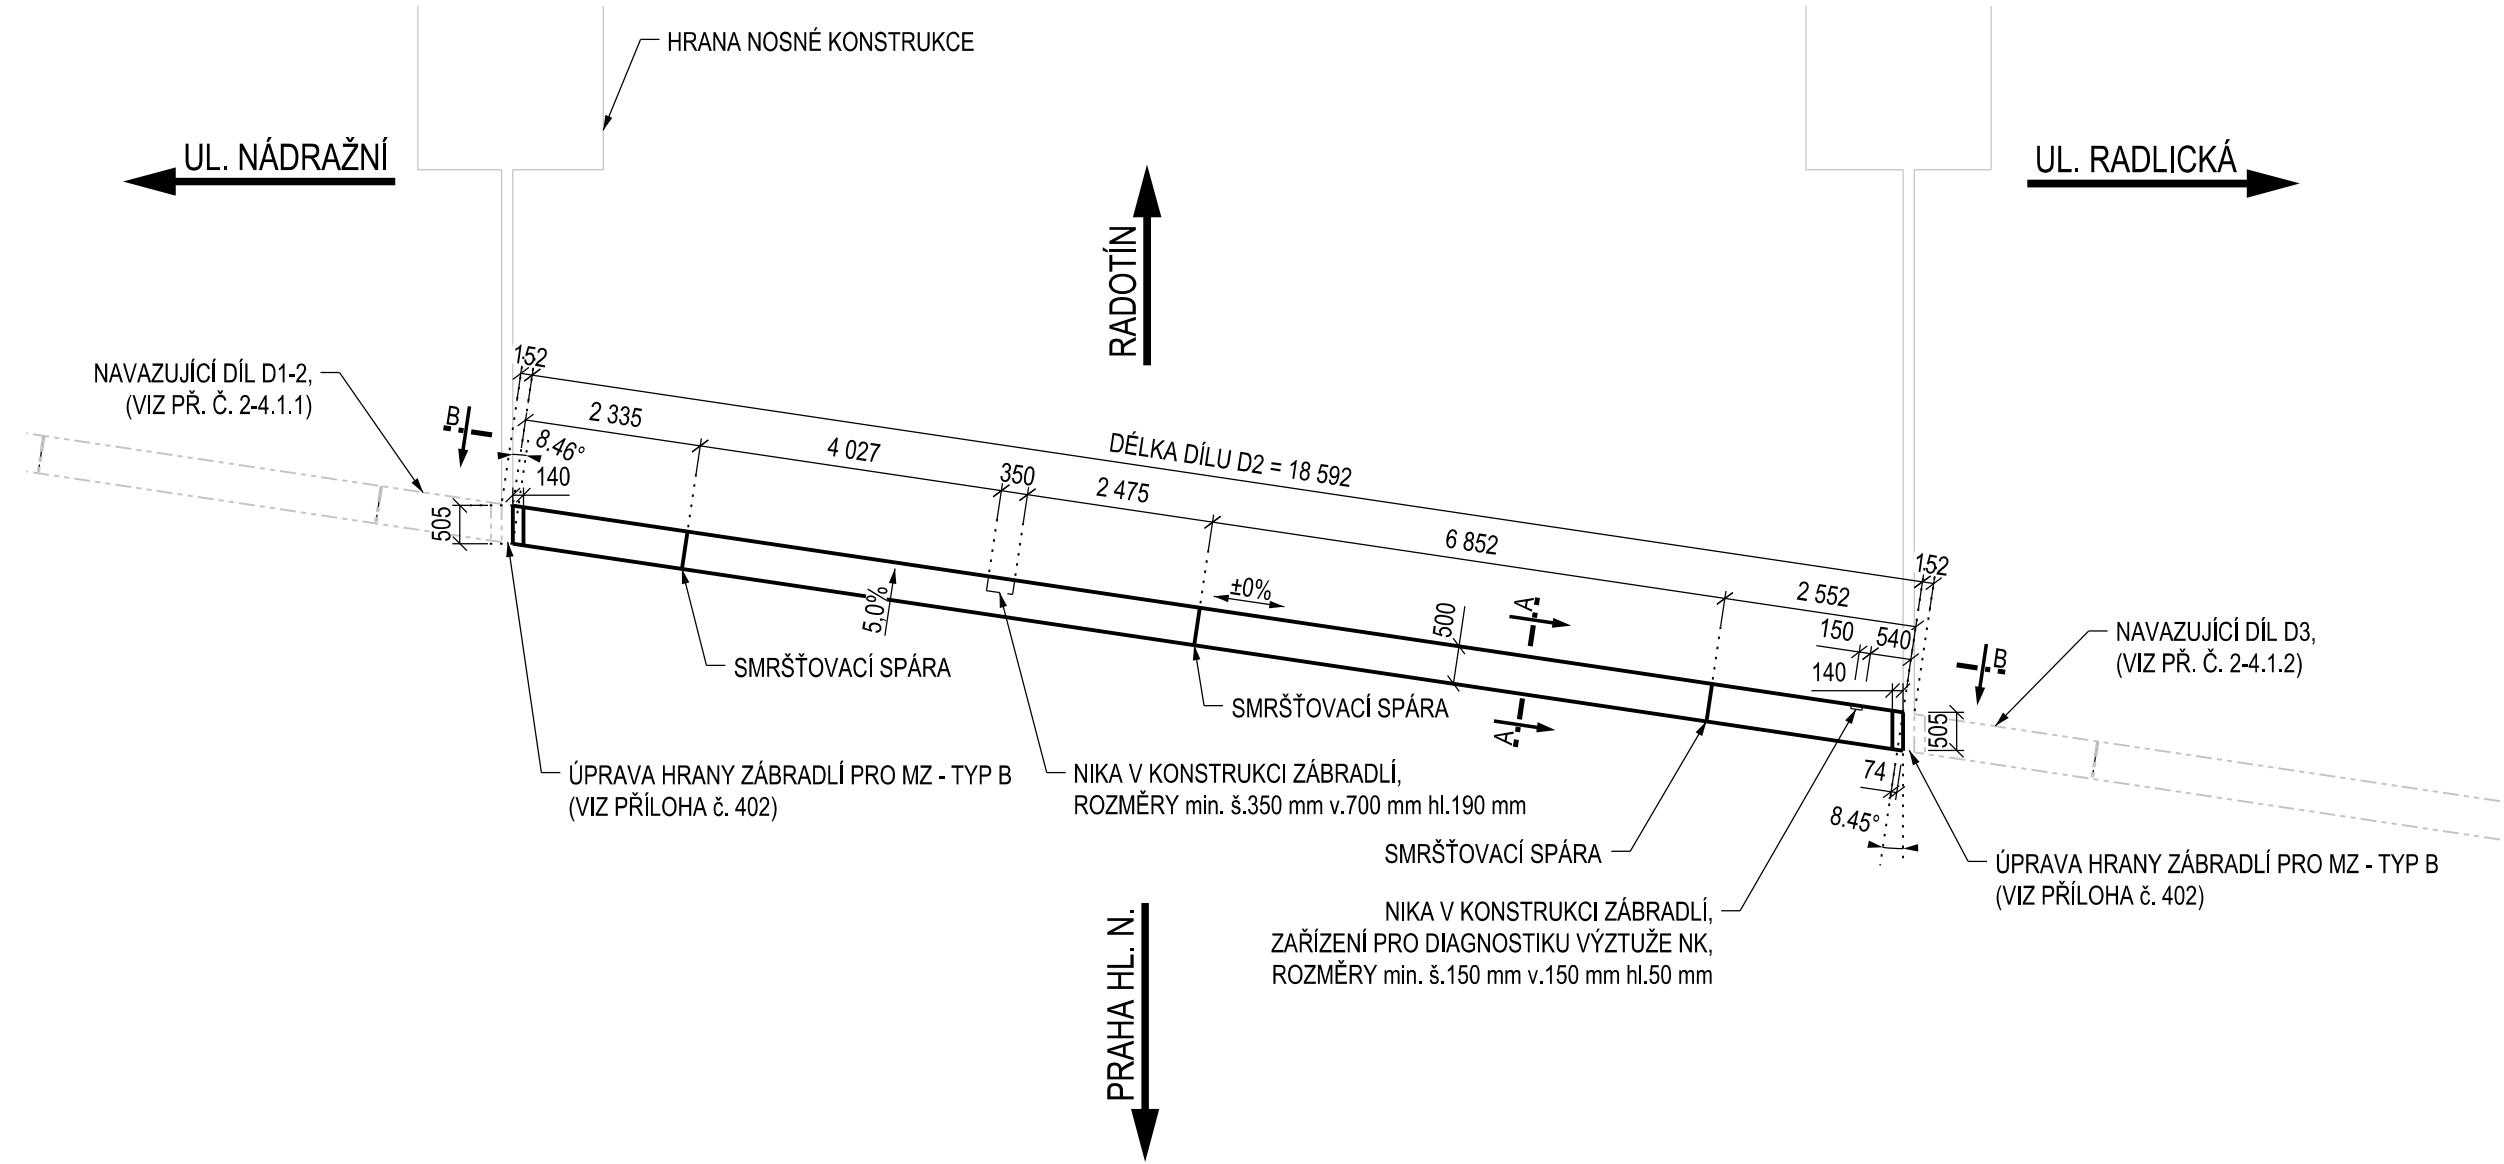 HRANA NOSNÉ KONSTRUKCE
UL. NÁDRAŽNÍ
UL. RADLICKÁ
RADOTÍN
NAVAZUJÍCÍ DÍL D1-2,
(VIZ PŘ. Č. 2-4.1.1)
152
B
2 335
8.46°
140
505
4 027
DÉLKA DÍLU D2 = 18 592
350
2 475
6 852
152
2 552
±0%
5,0%
500
A
150
540
140
B
NAVAZUJÍCÍ DÍL D3,
(VIZ PŘ. Č. 2-4.1.2)
505
SMRŠŤOVACÍ SPÁRA
SMRŠŤOVACÍ SPÁRA
A
74
8.45°
ÚPRAVA HRANY ZÁBRADLÍ PRO MZ - TYP B
(VIZ PŘÍLOHA č. 402)
NIKA V KONSTRUKCI ZÁBRADLÍ,
ROZMĚRY min. š.350 mm v.700 mm hl.190 mm
SMRŠŤOVACÍ SPÁRA
ÚPRAVA HRANY ZÁBRADLÍ PRO MZ - TYP B
(VIZ PŘÍLOHA č. 402)
NIKA V KONSTRUKCI ZÁBRADLÍ,
ZAŘÍZENÍ PRO DIAGNOSTIKU VÝZTUŽE NK,
ROZMĚRY min. š.150 mm v.150 mm hl.50 mm
PRAHA HL. N.